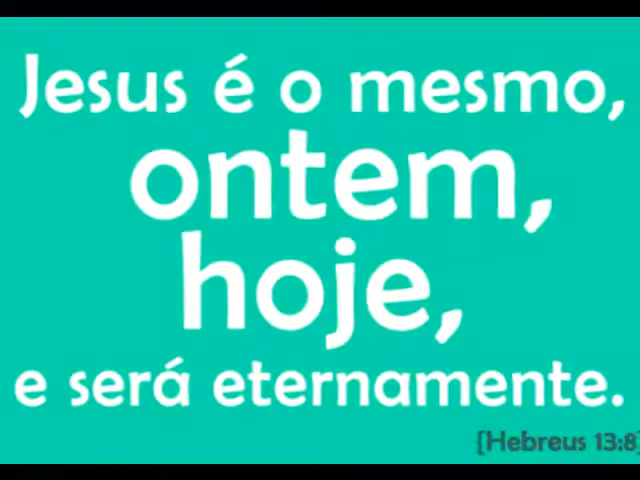 Jesus é o mesmo,
ontem,
hoje,
e será eternamente.
[Hebreus 13:8]